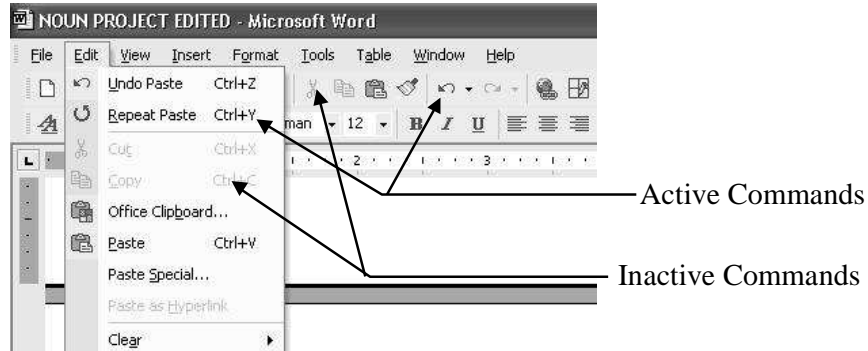 NOUN PROJECT EDITED - Microsoft Word
File Edit View Insert Format Tools Table Window Help
Undo Paste Ctrl+Z
Repeat Paste Ctrl+Y
man 12 B I U
Cut Ctrl+X
2 3
Copy Ctrl+C
Office Clipboard...
Active Commands
Paste Ctrl+V
Paste Special...
Inactive Commands
Paste as Hyperlink
Clear